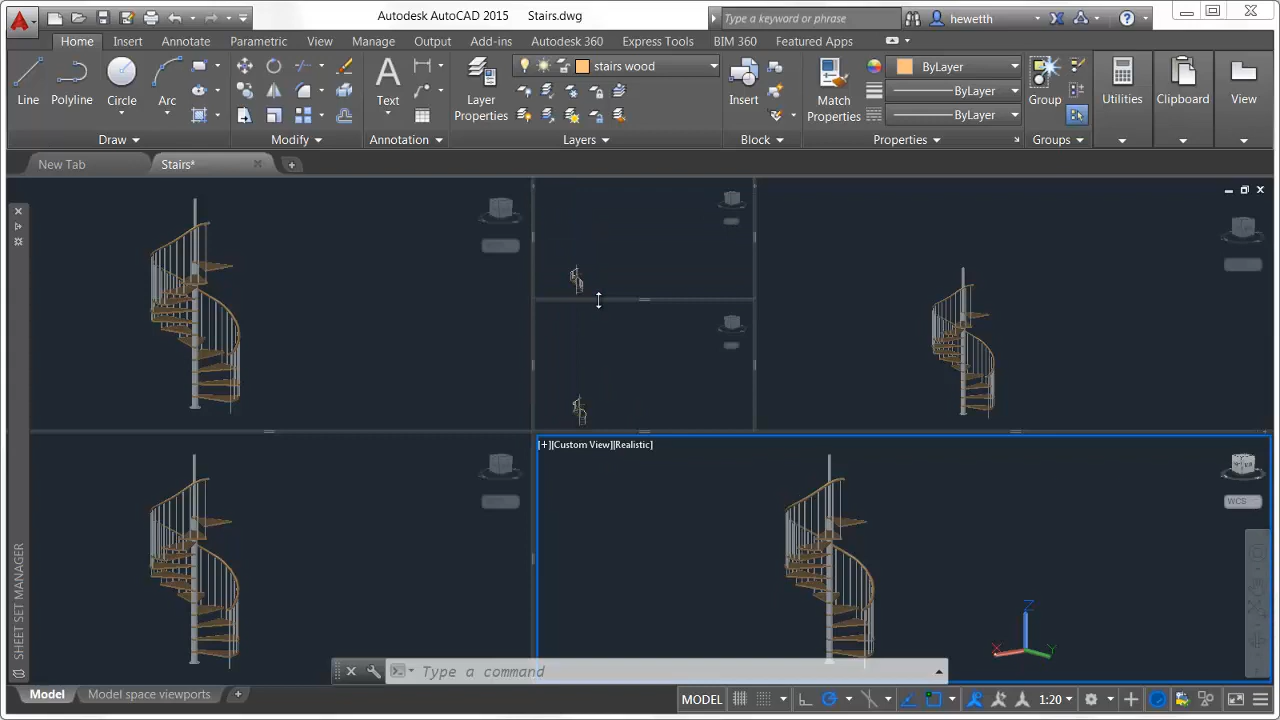 Autodesk AutoCAD 2015 Stairs.dwg
Type a keyword or phrase
hewetth
Home Insert Annotate Parametric View Manage Output Add-ins Autodesk 360 Express Tools BIM 360 Featured Apps
Line Polyline Circle Arc
Text
Layer Properties
stairs wood
Insert
Match Properties
ByLayer
ByLayer
ByLayer
Group
Utilities
Clipboard
View
Draw Modify Annotation Layers Block Properties Groups
New Tab Stairs*
[+][Custom View][Realistic]
WCS
Z
X
Y
SHEET SET MANAGER
Type a command
Model Model space viewports
MODEL
1:20